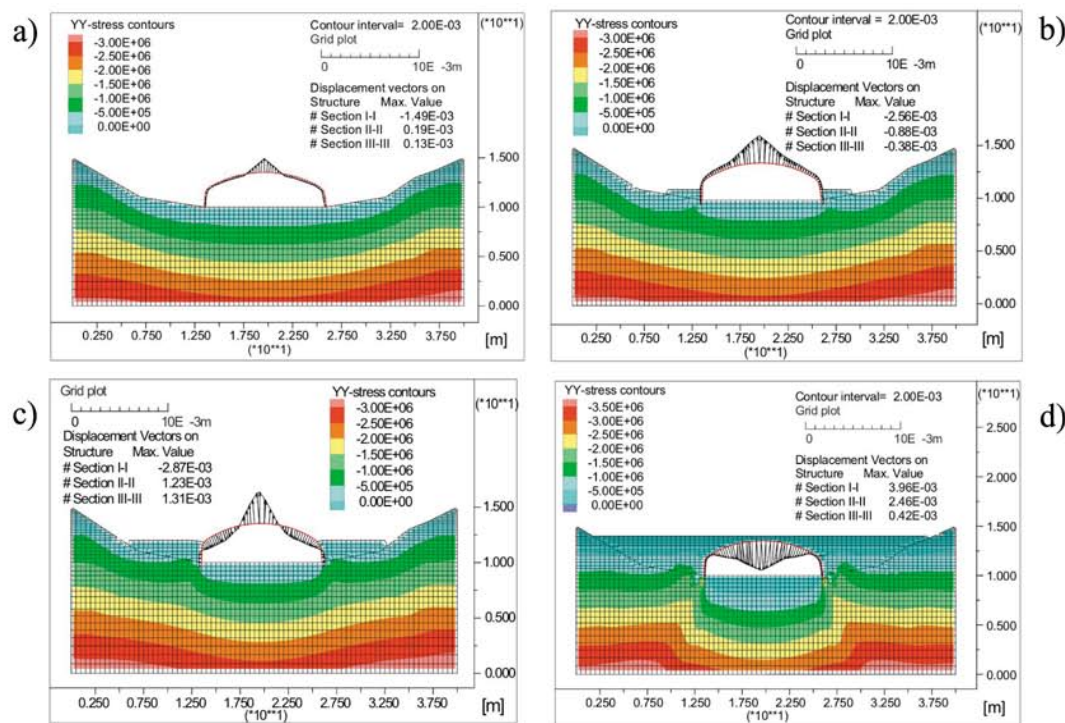 a)
YY-stress contours
-3.00E+06
-2.50E+06
-2.00E+06
-1.50E+06
-1.00E+06
-5.00E+05
0.00E+00
Contour interval= 2.00E-03
Grid plot
0 10E -3m
Displacement vectors on
Structure Max. Value
# Section I-I -1.49E-03
# Section II-II 0.19E-03
# Section III-III 0.13E-03
(*10**1)
1.500
1.000
0.500
0.000
0.250 0.750 1.250 1.750 2.250 2.750 3.250 3.750 [m]
(*10**1)
b)
YY-stress contours
-3.00E+06
-2.50E+06
-2.00E+06
-1.50E+06
-1.00E+06
-5.00E+05
0.00E+00
Contour interval = 2.00E-03
Grid plot
0 10E -3m
Displacement vectors on
Structure Max. Value
# Section I-I -2.56E-03
# Section II-II -0.88E-03
# Section III-III -0.38E-03
(*10**1)
1.500
1.000
0.500
0.000
0.250 0.750 1.250 1.750 2.250 2.750 3.250 3.750 [m]
(*10**1)
c)
Grid plot
0 10E -3m
Displacement Vectors on
Structure Max. Value
# Section I-I -2.87E-03
# Section II-II 1.23E-03
# Section III-III 1.31E-03
YY-stress contours
-3.00E+06
-2.50E+06
-2.00E+06
-1.50E+06
-1.00E+06
-5.00E+05
0.00E+00
(*10**1)
1.500
1.000
0.500
0.000
0.250 0.750 1.250 1.750 2.250 2.750 3.250 3.750 [m]
(*10**1)
d)
YY-stress contours
-3.50E+06
-3.00E+06
-2.50E+06
-2.00E+06
-1.50E+06
-1.00E+06
-5.00E+05
0.00E+00
Contour interval= 2.00E-03
Grid plot
0 10E -3m
Displacement Vectors on
Structure Max. Value
# Section I-I 3.96E-03
# Section II-II 2.46E-03
# Section III-III 0.42E-03
(*10**1)
2.500
2.000
1.500
1.000
0.500
0.000
0.250 0.750 1.250 1.750 2.250 2.750 3.250 3.750 [m]
(*10**1)